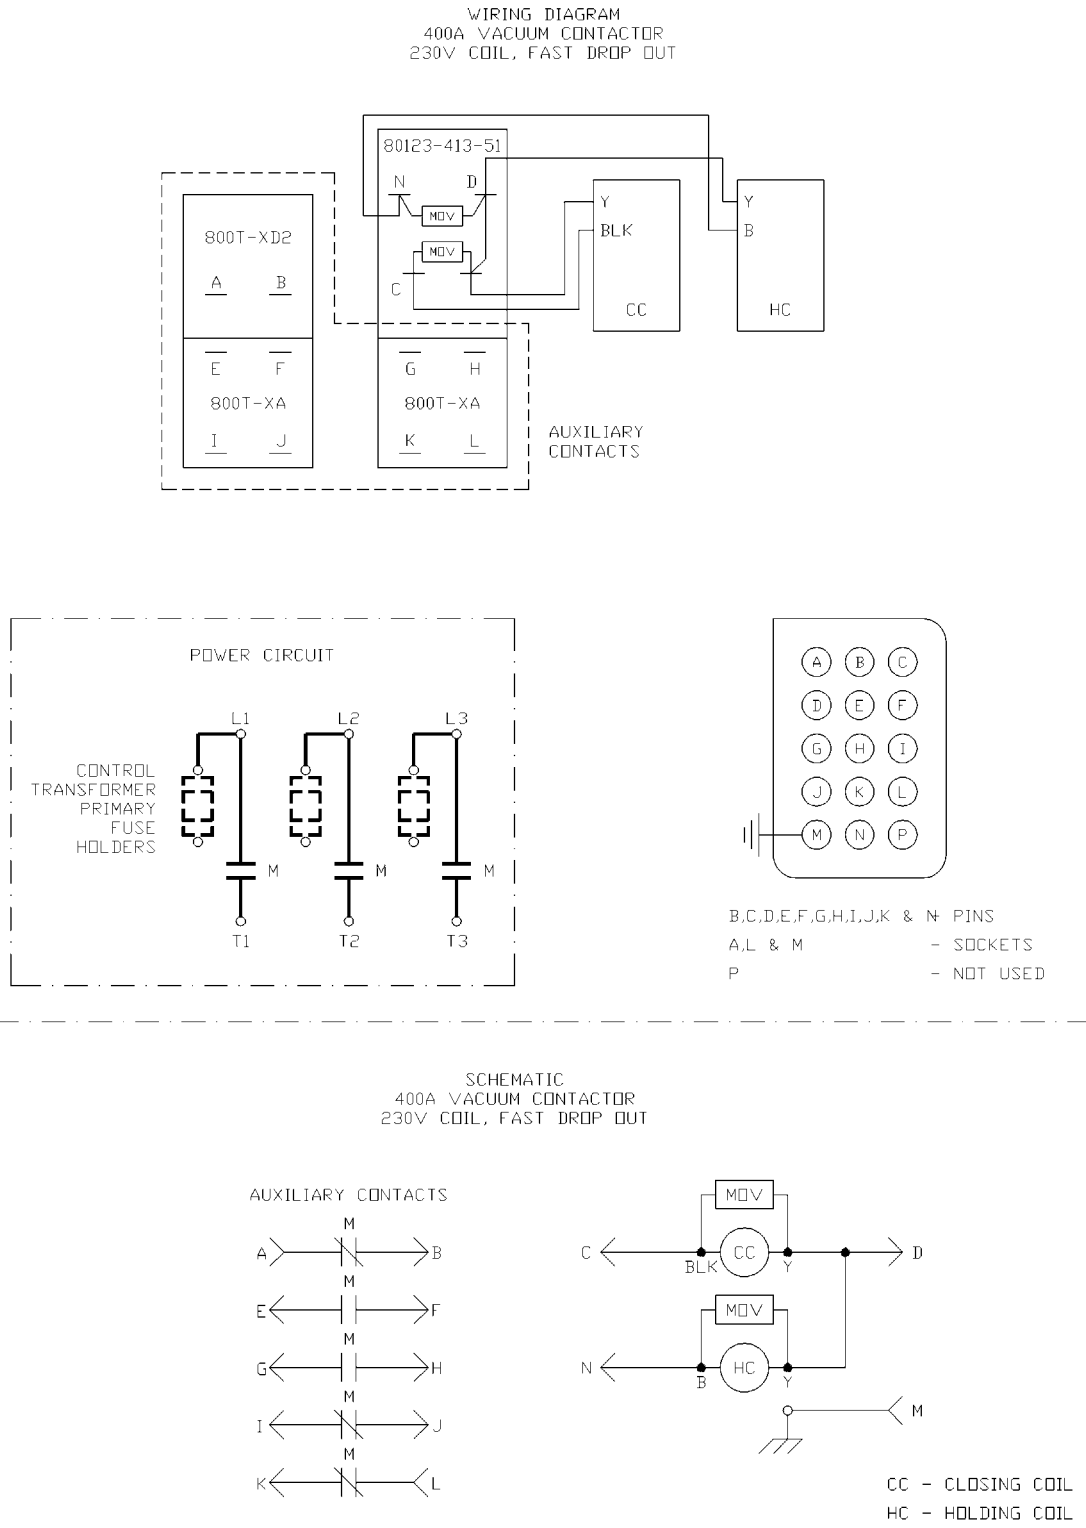 WIRING DIAGRAM
400A VACUUM CONTACTOR
230V COIL, FAST DROP OUT
80123-413-51
N D
MOV
MOV
C
Y
BLK
CC
Y
B
HC
800T-XD2
A B
E F
800T-XA
I J
G H
800T-XA
K L
AUXILIARY
CONTACTS
POWER CIRCUIT
L1 L2 L3
CONTROL
TRANSFORMER
PRIMARY
FUSE
HOLDERS
M M M
T1 T2 T3
A B C
D E F
G H I
J K L
M N P
B,C,D,E,F,G,H,I,J,K & N - PINS
A,L & M - SOCKETS
P - NOT USED
SCHEMATIC
400A VACUUM CONTACTOR
230V COIL, FAST DROP OUT
AUXILIARY CONTACTS
M
A B
M
E F
M
G H
M
I J
M
K L
MOV
C CC D
BLK Y
MOV
N HC
B Y
M
CC - CLOSING COIL
HC - HOLDING COIL